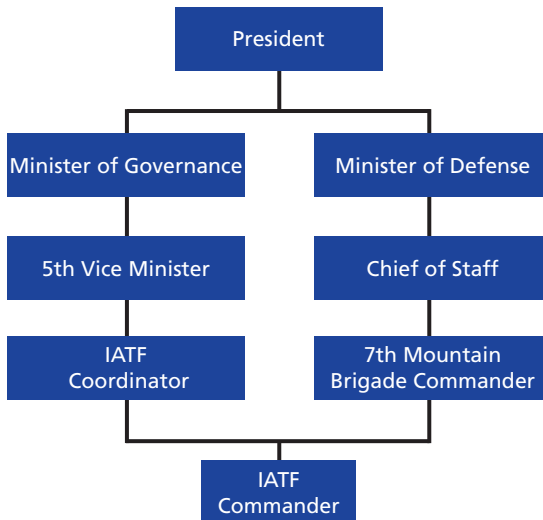 President
Minister of Governance
Minister of Defense
5th Vice Minister
Chief of Staff
IATF
Coordinator
7th Mountain
Brigade Commander
IATF
Commander